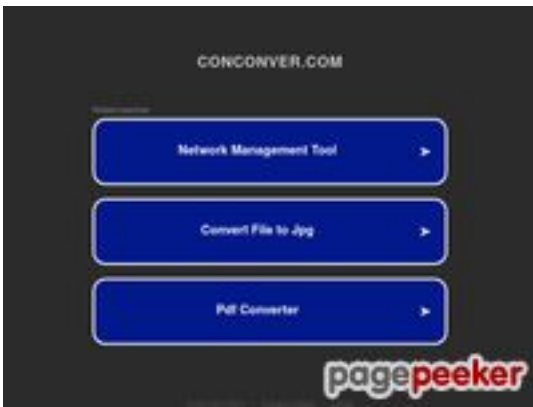 CONCONVER.COM
Network Management Tool
Convert File to Jpg
Pdf Converter
pagepeeker